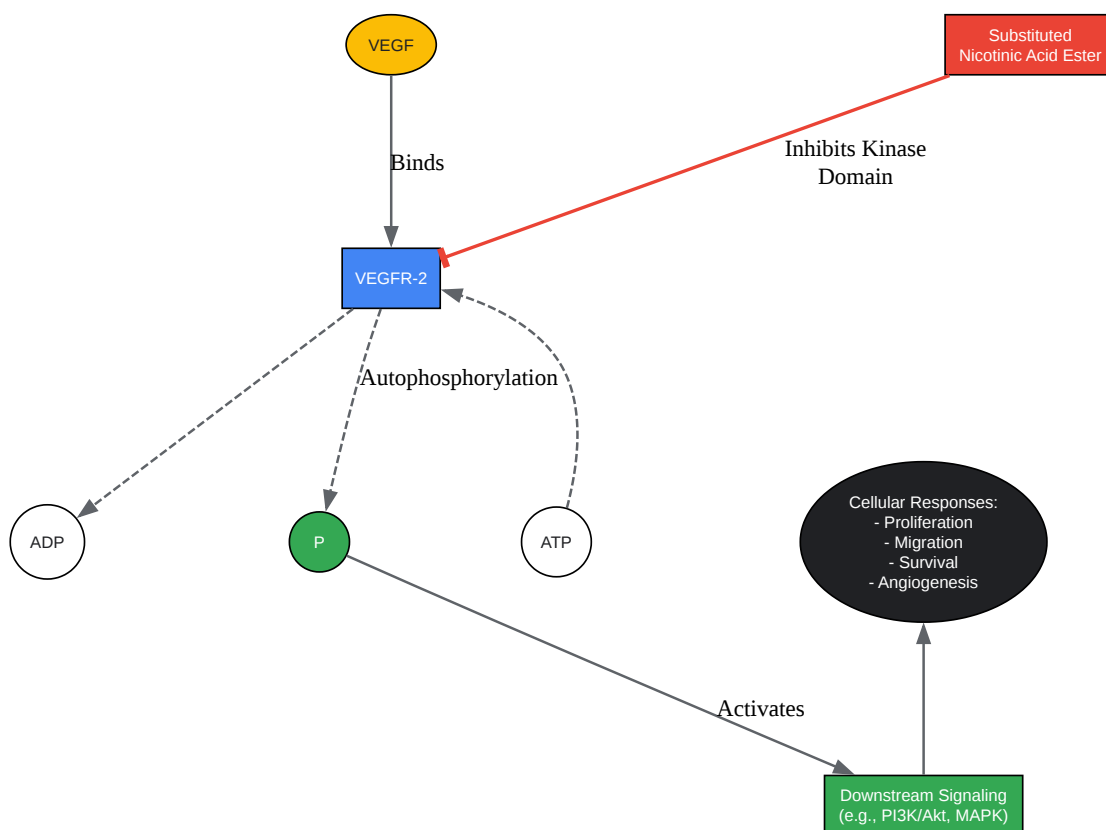 VEGF
Substituted
Nicotinic Acid Ester
Binds
Inhibits Kinase
Domain
VEGFR-2
Autophosphorylation
ADP
P
ATP
Cellular Responses:
- Proliferation
- Migration
- Survival
- Angiogenesis
Activates
Downstream Signaling
(e.g., PI3K/Akt, MAPK)